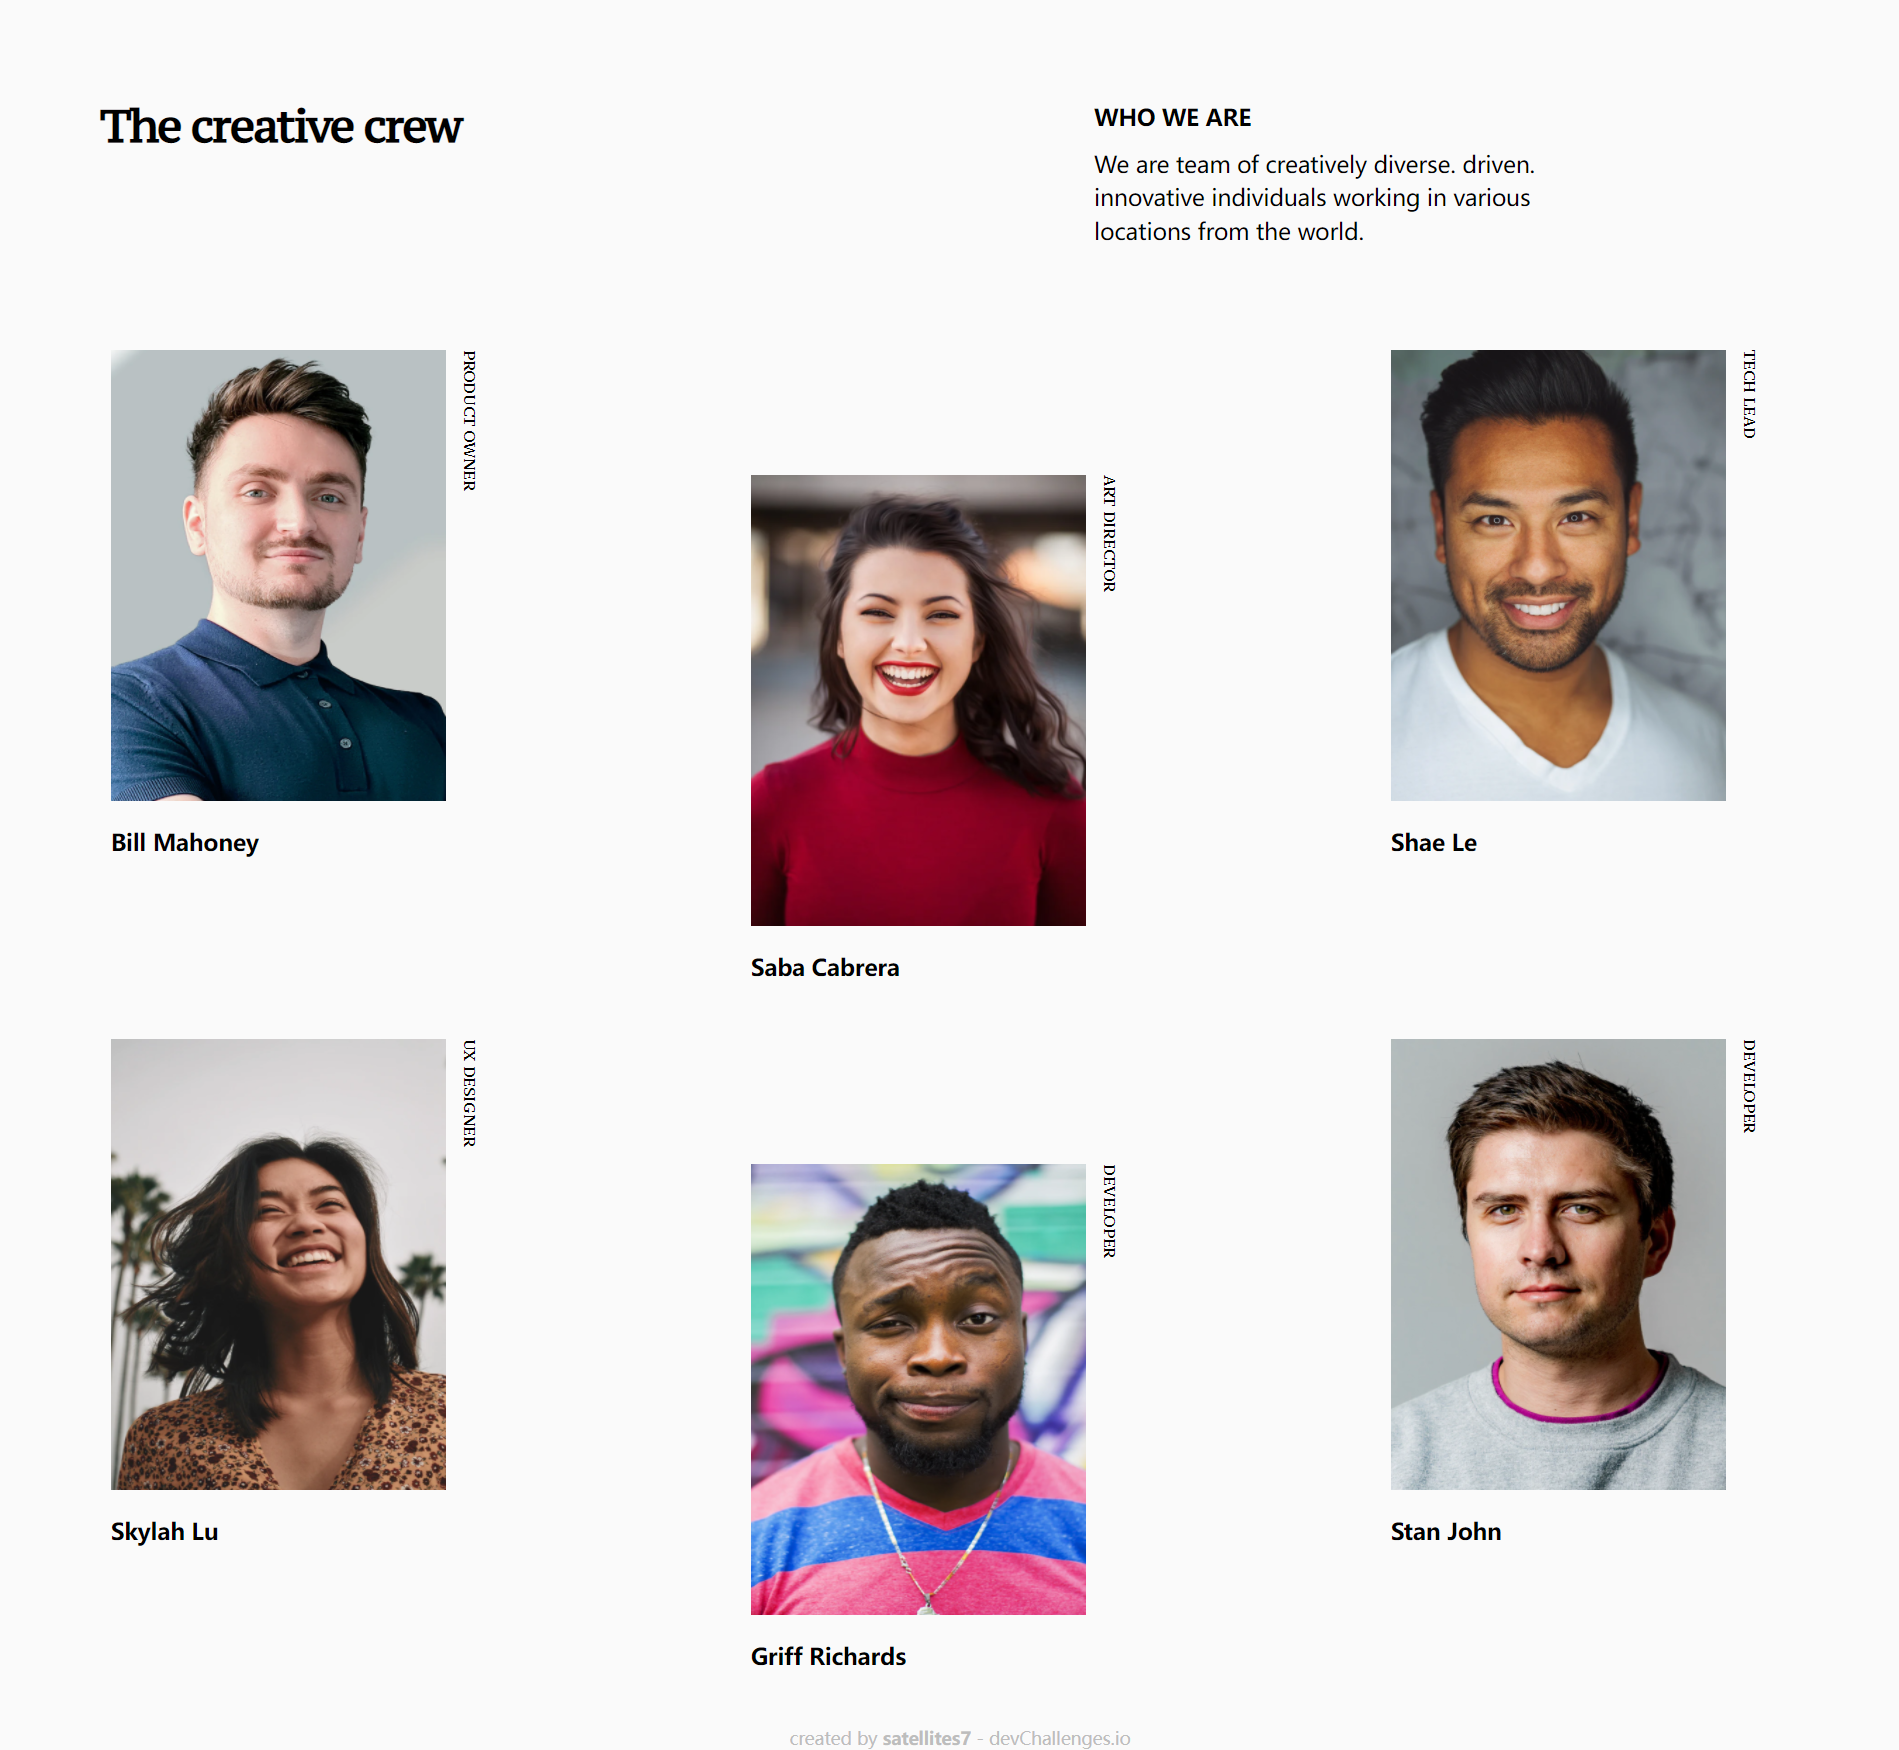 The creative crew
WHO WE ARE
We are team of creatively diverse. driven.
innovative individuals working in various
locations from the world.
PRODUCT OWNER
Bill Mahoney
ART DIRECTOR
Saba Cabrera
TECH LEAD
Shae Le
UX DESIGNER
Skylah Lu
DEVELOPER
Griff Richards
DEVELOPER
Stan John
created by satellites7 - devChallenges.io